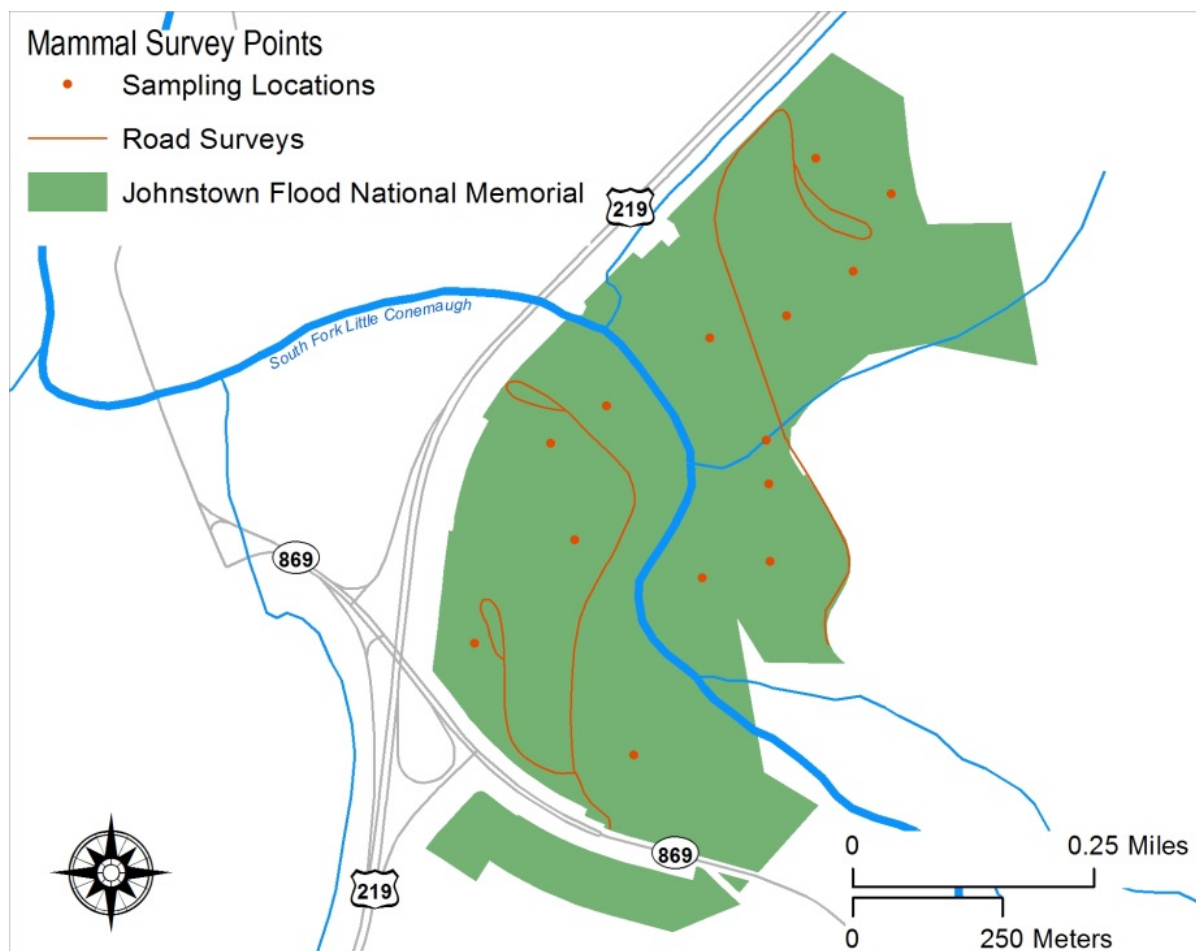 Mammal Survey Points
Sampling Locations
Road Surveys
Johnstown Flood National Memorial
219
South Fork Little Conemaugh
869
869
219
0 0.25 Miles
0 250 Meters